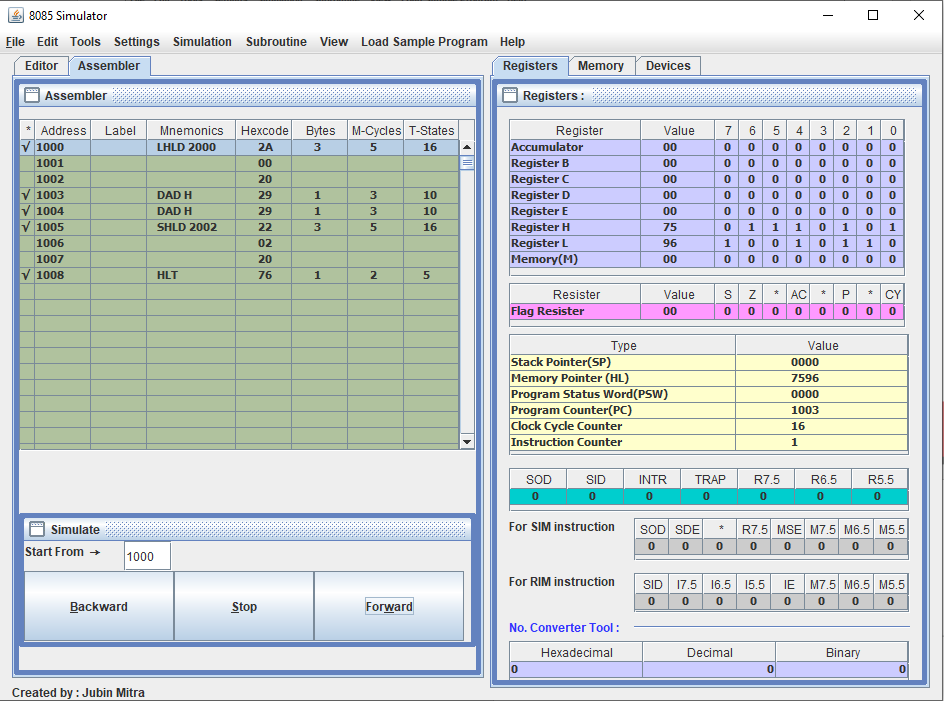 8085 Simulator
File Edit Tools Settings Simulation Subroutine View Load Sample Program Help
Editor Assembler
Assembler
* Address Label Mnemonics Hexcode Bytes M-Cycles T-States
√ 1000 LHLD 2000 2A 3 5 16
1001 00
1002 20
√ 1003 DAD H 29 1 3 10
√ 1004 DAD H 29 1 3 10
√ 1005 SHLD 2002 22 3 5 16
1006 02
1007 20
√ 1008 HLT 76 1 2 5
Simulate
Start From → 1000
Backward Stop Forward
Created by : Jubin Mitra
Registers Memory Devices
Registers :
Register Value 7 6 5 4 3 2 1 0
Accumulator 00 0 0 0 0 0 0 0 0
Register B 00 0 0 0 0 0 0 0 0
Register C 00 0 0 0 0 0 0 0 0
Register D 00 0 0 0 0 0 0 0 0
Register E 00 0 0 0 0 0 0 0 0
Register H 75 0 1 1 1 0 1 0 1
Register L 96 1 0 0 1 0 1 1 0
Memory(M) 00 0 0 0 0 0 0 0 0
Resister Value S Z * AC * P * CY
Flag Resister 00 0 0 0 0 0 0 0 0
Type Value
Stack Pointer(SP) 0000
Memory Pointer (HL) 7596
Program Status Word(PSW) 0000
Program Counter(PC) 1003
Clock Cycle Counter 16
Instruction Counter 1
SOD SID INTR TRAP R7.5 R6.5 R5.5
0 0 0 0 0 0 0
For SIM instruction
SOD SDE * R7.5 MSE M7.5 M6.5 M5.5
0 0 0 0 0 0 0 0
For RIM instruction
SID I7.5 I6.5 I5.5 IE M7.5 M6.5 M5.5
0 0 0 0 0 0 0 0
No. Converter Tool :
Hexadecimal Decimal Binary
0 0 0